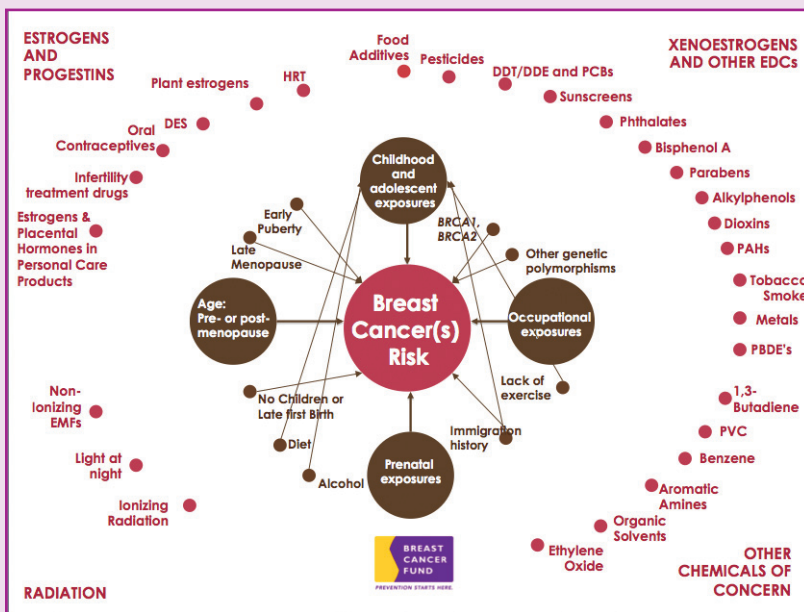 ESTROGENS
AND
PROGESTINS
XENOESTROGENS
AND OTHER EDCs
Food
Additives
Pesticides
HRT
DDT/DDE and PCBs
Plant estrogens
Sunscreens
DES
Phthalates
Oral
Contraceptives
Bisphenol A
Infertility
treatment drugs
Parabens
Estrogens &
Placental
Hormones in
Personal Care
Products
Alkylphenols
Dioxins
PAHs
Tobacco
Smoke
Metals
PBDE's
1,3-
Butadiene
PVC
Benzene
Aromatic
Amines
Organic
Solvents
Ethylene
Oxide
Childhood
and
adolescent
exposures
Early
Puberty
BRCA1,
BRCA2
Late
Menopause
Other genetic
polymorphisms
Age:
Pre- or post-
menopause
Breast
Cancer(s)
Risk
Occupational
exposures
No Children or
Late first Birth
Lack of
exercise
Diet
Immigration
history
Alcohol
Prenatal
exposures
Non-
Ionizing
EMFs
Light at
night
Ionizing
Radiation
BREAST
CANCER
FUND
PREVENTION STARTS HERE.
RADIATION
OTHER
CHEMICALS OF
CONCERN